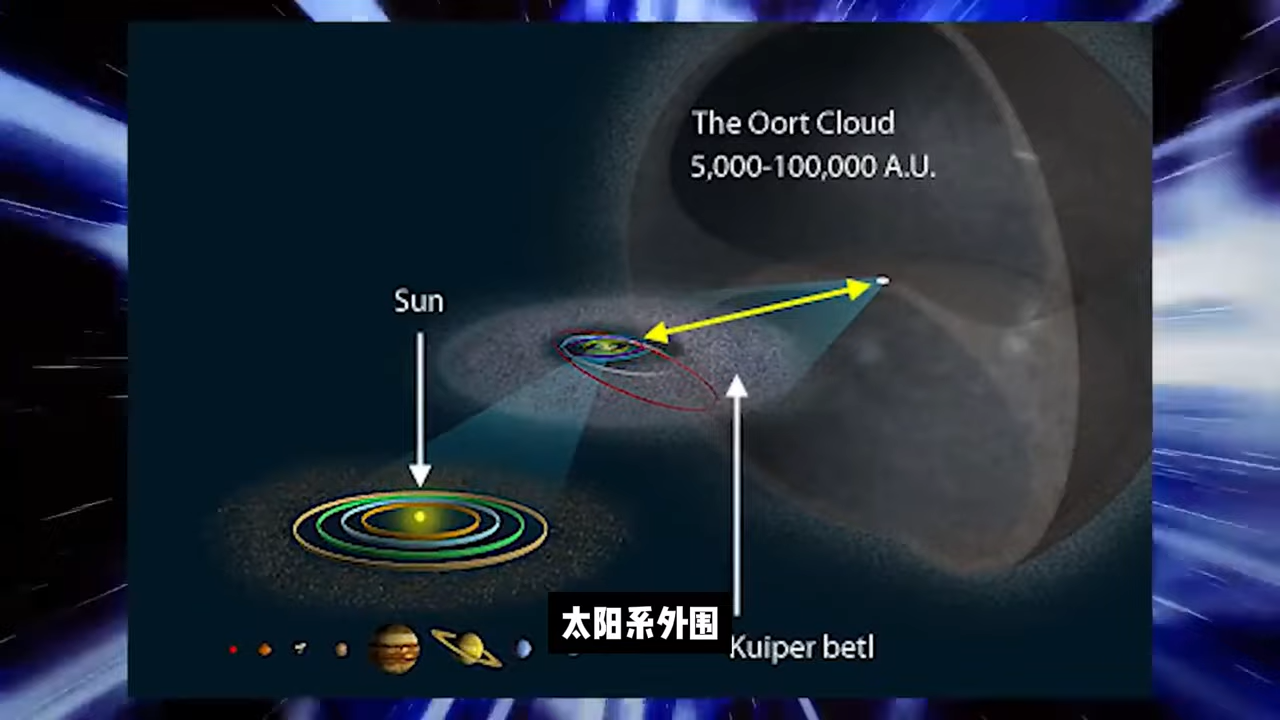 The Oort Cloud
5,000-100,000 A.U.
Sun
太阳系外围
Kuiper betl